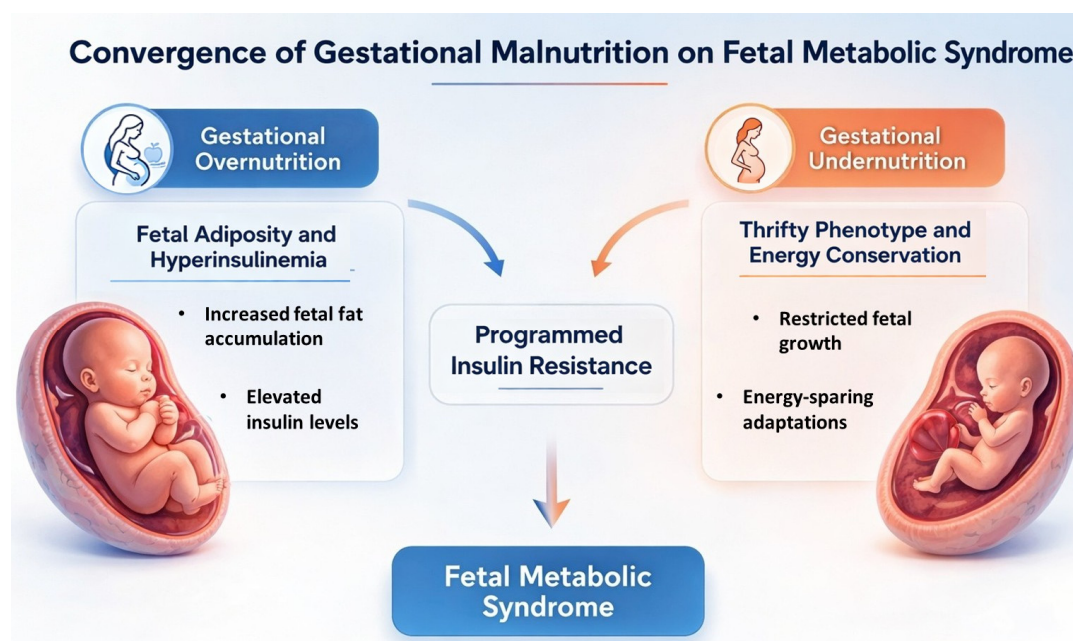 Convergence of Gestational Malnutrition on Fetal Metabolic Syndrome
Gestational
Overnutrition
Fetal Adiposity and
Hyperinsulinemia
• Increased fetal fat
accumulation
• Elevated
insulin levels
Programmed
Insulin Resistance
Gestational
Undernutrition
Thrifty Phenotype and
Energy Conservation
• Restricted fetal
growth
• Energy-sparing
adaptations
Fetal Metabolic
Syndrome